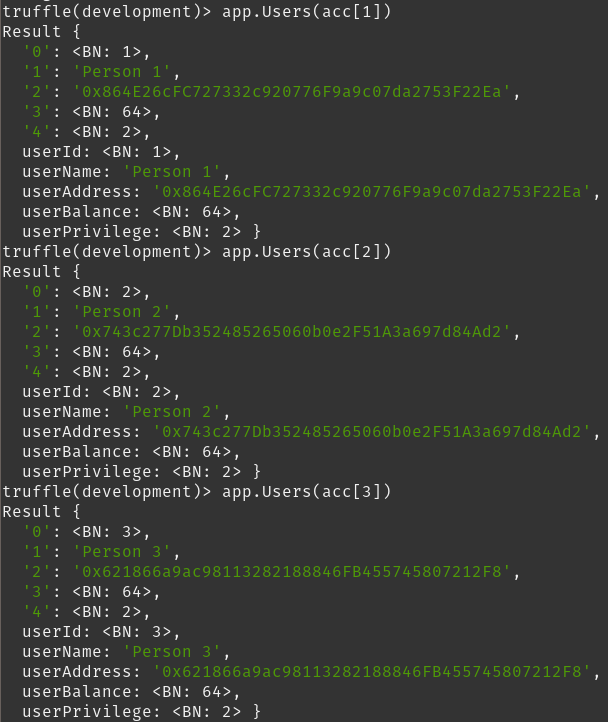 truffle(development)> app.Users(acc[1])
Result {
  '0': <BN: 1>,
  '1': 'Person 1',
  '2': '0x864E26cFC727332c920776F9a9c07da2753F22Ea',
  '3': <BN: 64>,
  '4': <BN: 2>,
  userId: <BN: 1>,
  userName: 'Person 1',
  userAddress: '0x864E26cFC727332c920776F9a9c07da2753F22Ea',
  userBalance: <BN: 64>,
  userPrivilege: <BN: 2> }
truffle(development)> app.Users(acc[2])
Result {
  '0': <BN: 2>,
  '1': 'Person 2',
  '2': '0x743c277Db352485265060b0e2F51A3a697d84Ad2',
  '3': <BN: 64>,
  '4': <BN: 2>,
  userId: <BN: 2>,
  userName: 'Person 2',
  userAddress: '0x743c277Db352485265060b0e2F51A3a697d84Ad2',
  userBalance: <BN: 64>,
  userPrivilege: <BN: 2> }
truffle(development)> app.Users(acc[3])
Result {
  '0': <BN: 3>,
  '1': 'Person 3',
  '2': '0x621866a9ac98113282188846FB455745807212F8',
  '3': <BN: 64>,
  '4': <BN: 2>,
  userId: <BN: 3>,
  userName: 'Person 3',
  userAddress: '0x621866a9ac98113282188846FB455745807212F8',
  userBalance: <BN: 64>,
  userPrivilege: <BN: 2> }